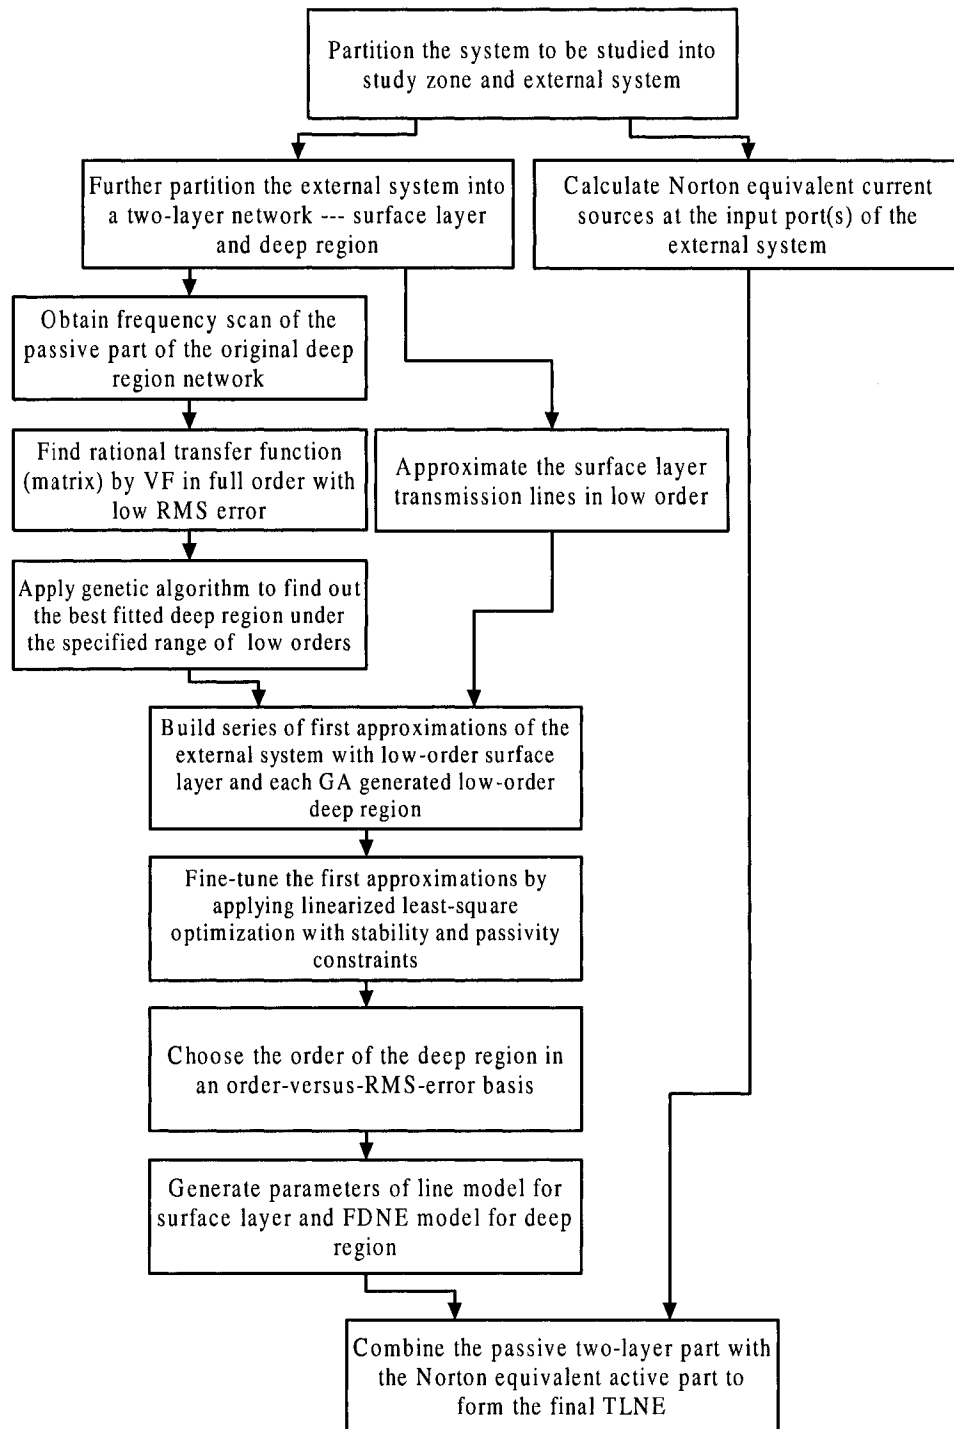 Partition the system to be studied into
study zone and external system
Further partition the external system into
a two-layer network --- surface layer
and deep region
Calculate Norton equivalent current
sources at the input port(s) of the
external system
Obtain frequency scan of the
passive part of the original deep
region network
Find rational transfer function
(matrix) by VF in full order with
low RMS error
Approximate the surface layer
transmission lines in low order
Apply genetic algorithm to find out
the best fitted deep region under
the specified range of low orders
Build series of first approximations of the
external system with low-order surface
layer and each GA generated low-order
deep region
Fine-tune the first approximations by
applying linearized least-square
optimization with stability and passivity
constraints
Choose the order of the deep region in
an order-versus-RMS-error basis
Generate parameters of line model for
surface layer and FDNE model for deep
region
Combine the passive two-layer part with
the Norton equivalent active part to
form the final TLNE